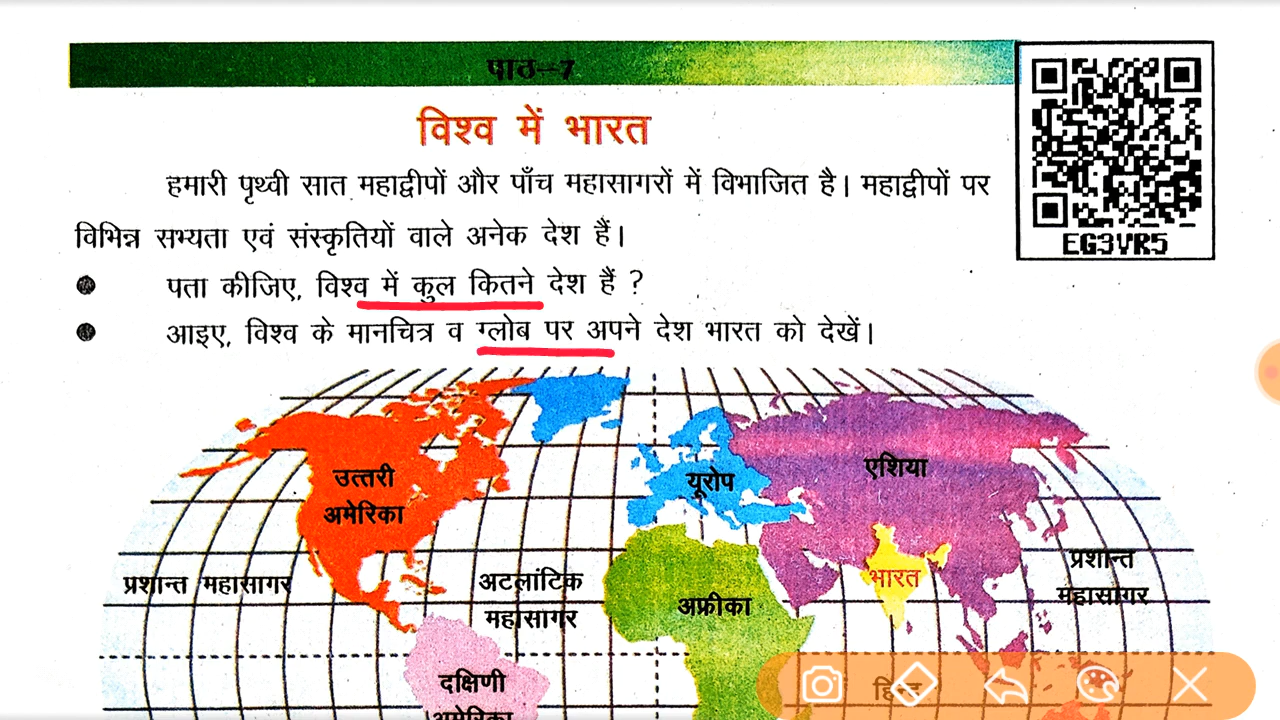 पाठ–7
विश्व में भारत
हमारी पृथ्वी सात महाद्वीपों और पाँच महासागरों में विभाजित है। महाद्वीपों पर
विभिन्न सभ्यता एवं संस्कृतियों वाले अनेक देश हैं।
EG3VR5
● पता कीजिए, विश्व में कुल कितने देश हैं ?
● आइए, विश्व के मानचित्र व ग्लोब पर अपने देश भारत को देखें।
उत्तरी
अमेरिका
यूरोप
एशिया
प्रशान्त महासागर
अटलांटिक
महासागर
अफ्रीका
भारत
प्रशान्त
महासागर
दक्षिणी
अमेरिका